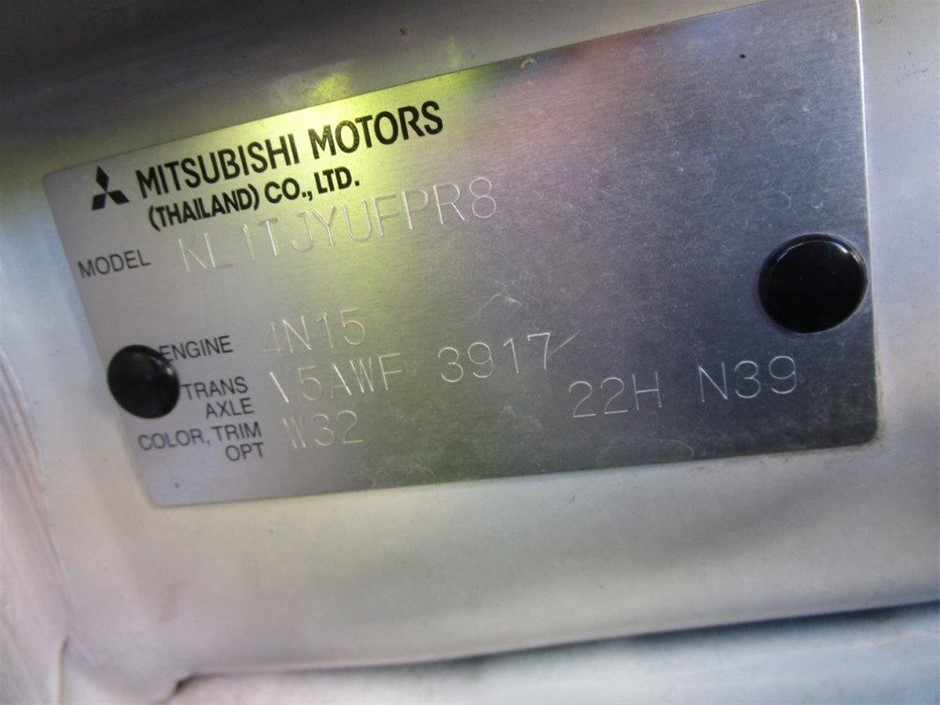 MITSUBISHI MOTORS
(THAILAND) CO., LTD.
MODEL KL1TJYUFPR8
ENGINE 4N15
TRANS AXLE V5AWF 3917
COLOR, TRIM OPT W32 22H N39